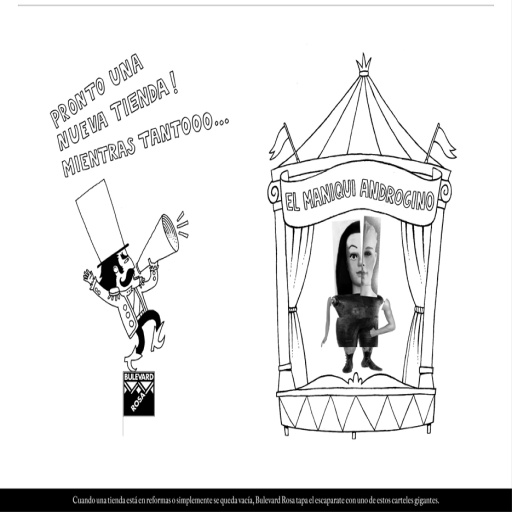 PRONTO UNA
NUEVA TIENDA!
MIENTRAS TANTOOO...
EL MANIQUI ANDROGINO
BULEVARD
ROSA
Cuando una tienda está en reformas o simplemente se queda vacía, Bulevard Rosa tapa el escaparate con uno de estos carteles gigantes.